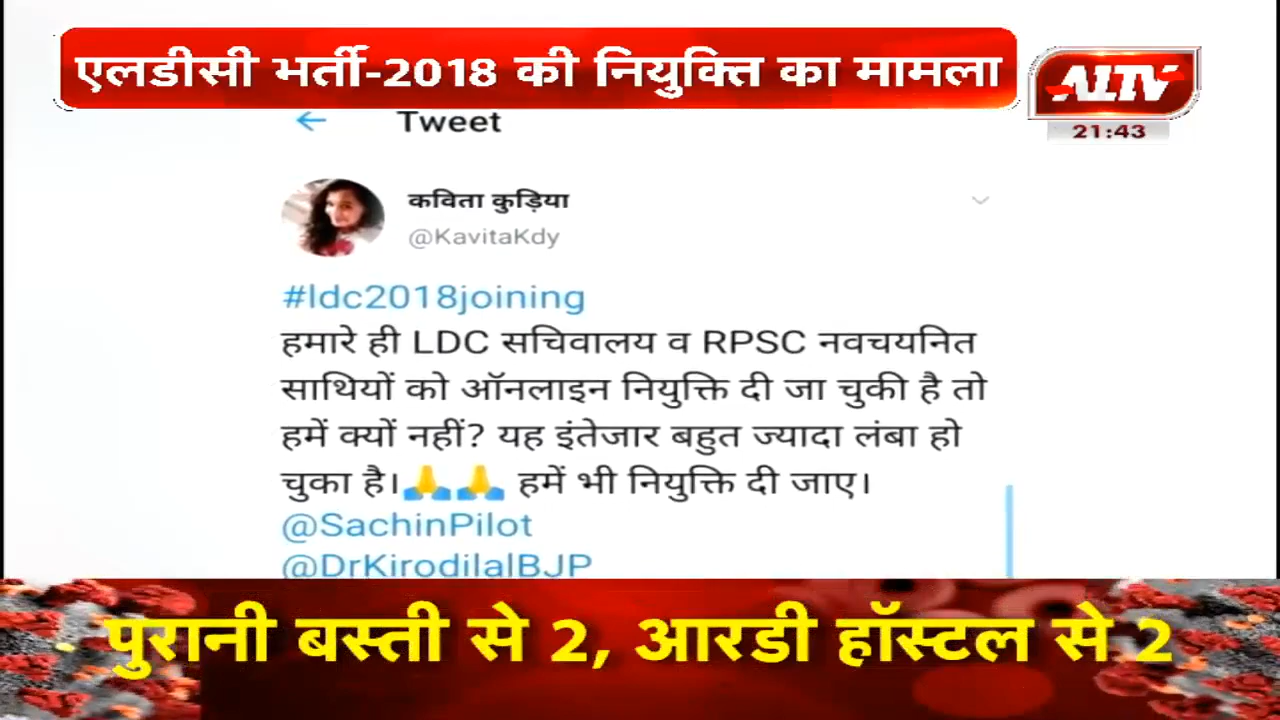 एलडीसी भर्ती-2018 की नियुक्ति का मामला
ALTV
21:43
Tweet
कविता कुड़िया
@KavitaKdy
#ldc2018joining
हमारे ही LDC सचिवालय व RPSC नवचयनित
साथियों को ऑनलाइन नियुक्ति दी जा चुकी है तो
हमें क्यों नहीं? यह इंतेजार बहुत ज्यादा लंबा हो
चुका है।🙏🙏 हमें भी नियुक्ति दी जाए।
@SachinPilot
@DrKirodilalBJP
पुरानी बस्ती से 2, आरडी हॉस्टल से 2